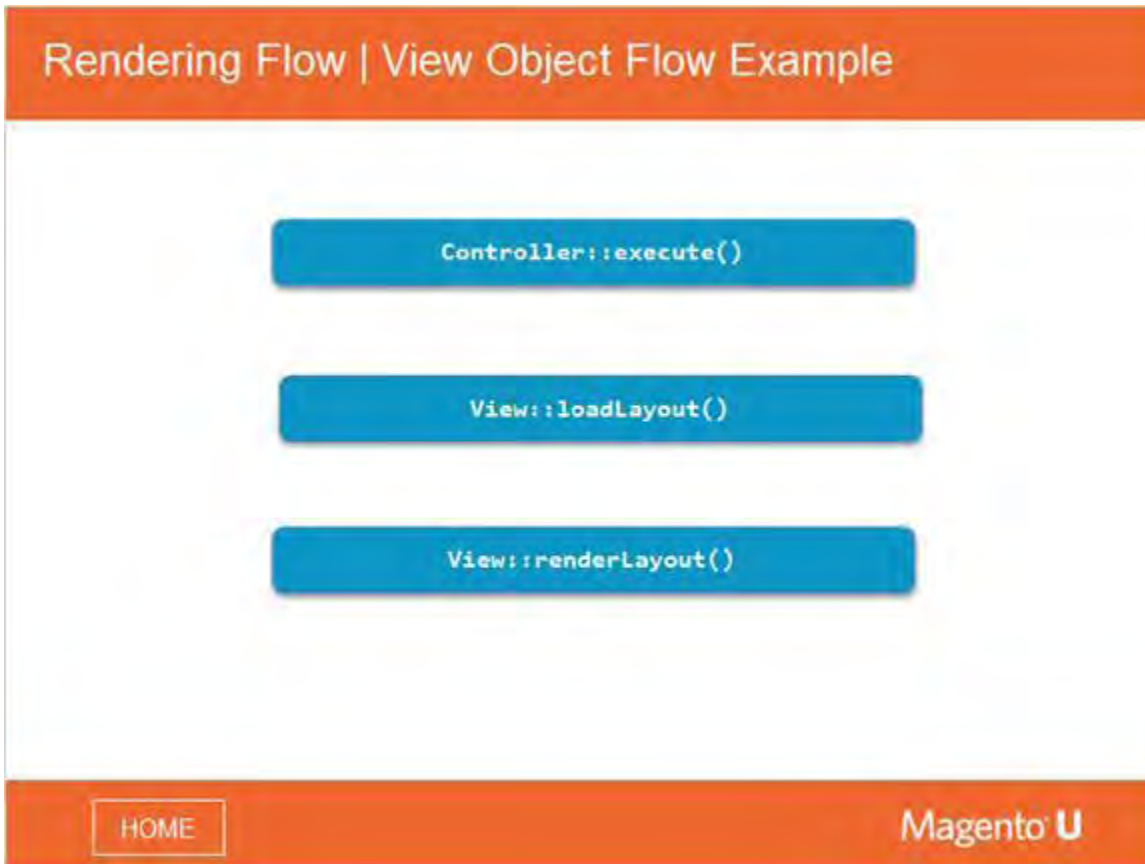 Rendering Flow | View Object Flow Example
Controller::execute()
View::loadLayout()
View::renderLayout()
HOME
Magento U